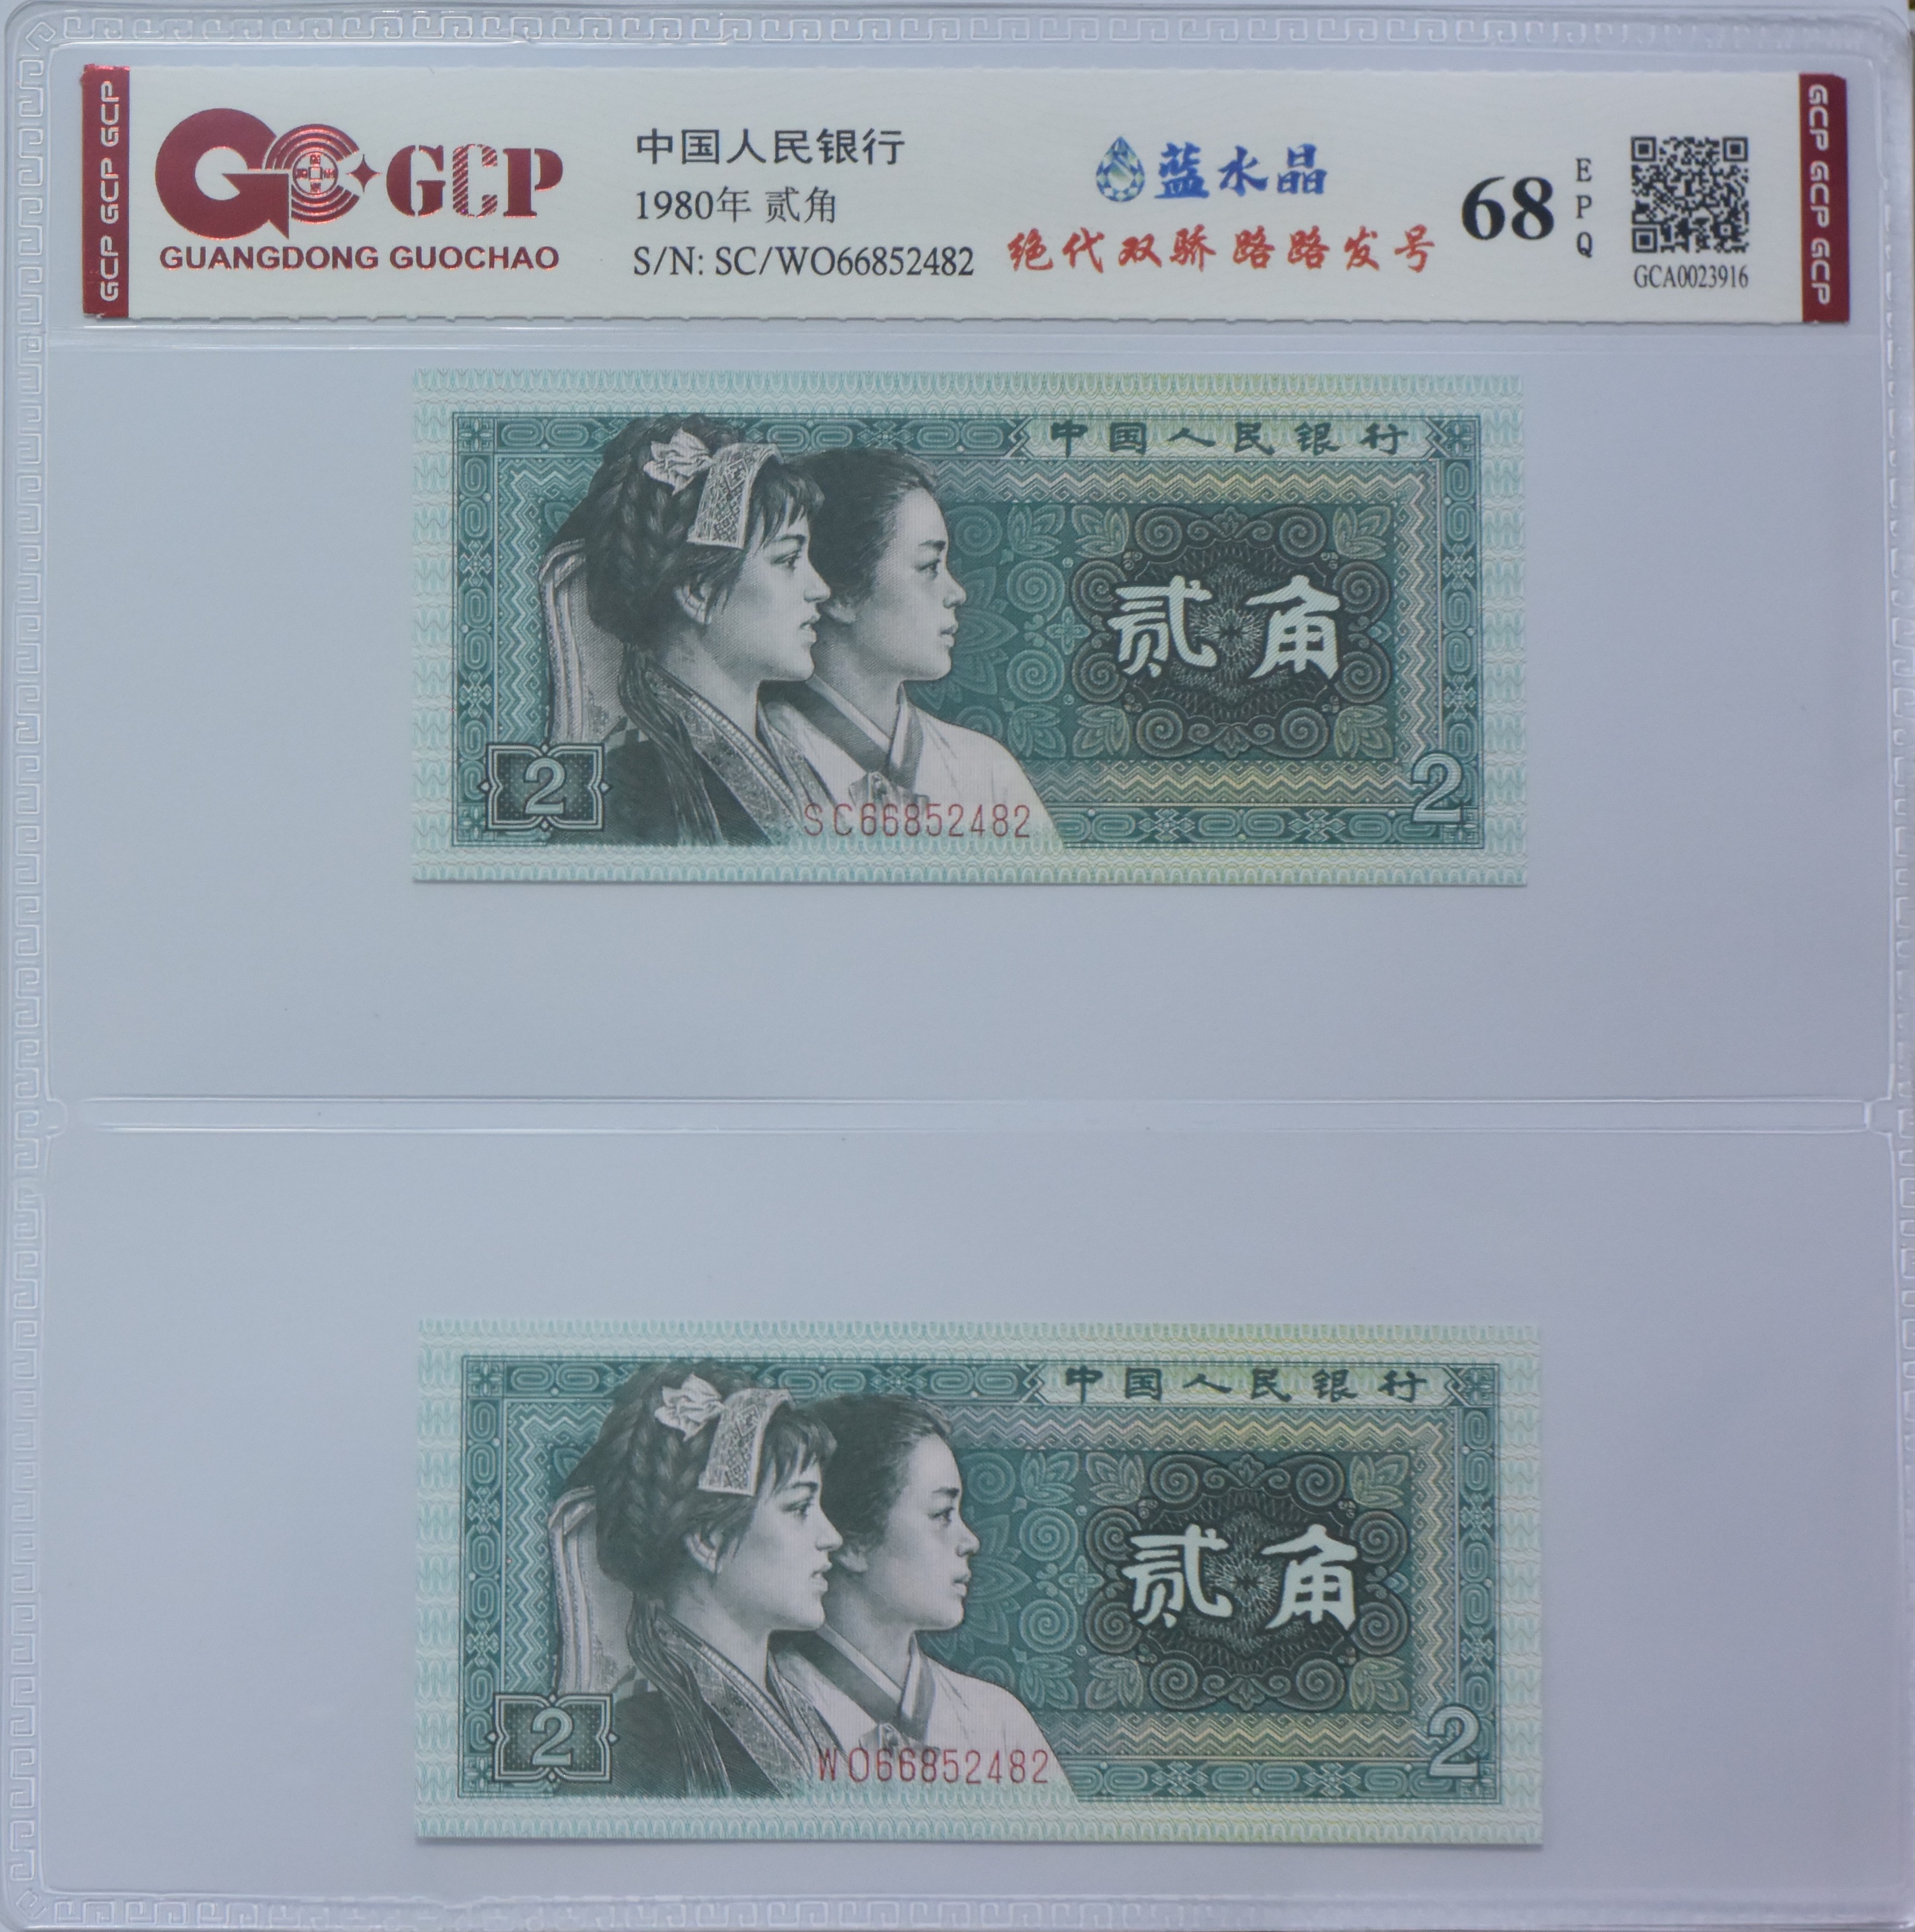 GCP GCP GCP
GCP
GUANGDONG GUOCHAO
中国人民银行
1980年 贰角
S/N: SC/WO66852482
蓝水晶
绝代双骄 路路发号
68
EPQ
GCA0023916
GCP GCP GCP
中国人民银行
贰角
2
SC66852482
2
中国人民银行
贰角
2
WO66852482
2